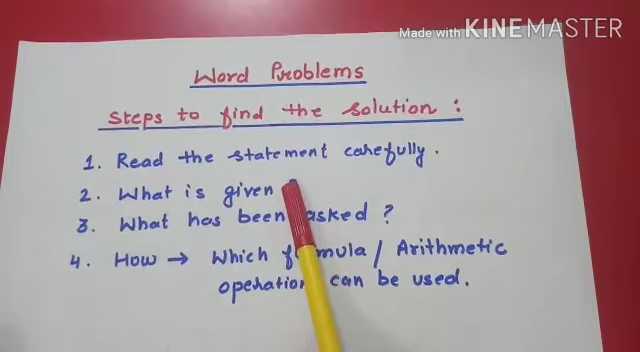 Made with KINEMASTER
Word Problems
Steps to find the solution :
1. Read the statement carefully.
2. What is given
3. What has been asked ?
4. How → Which formula / Arithmetic
operation can be used.